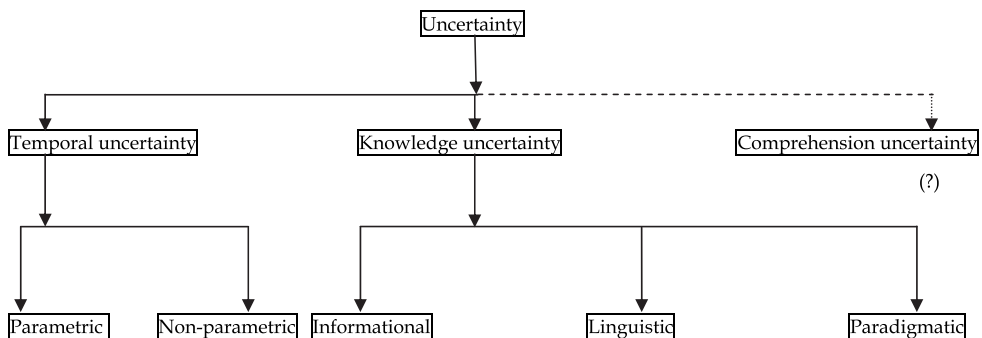 Uncertainty
Temporal uncertainty
Knowledge uncertainty
Comprehension uncertainty
(?)
Parametric
Non-parametric
Informational
Linguistic
Paradigmatic